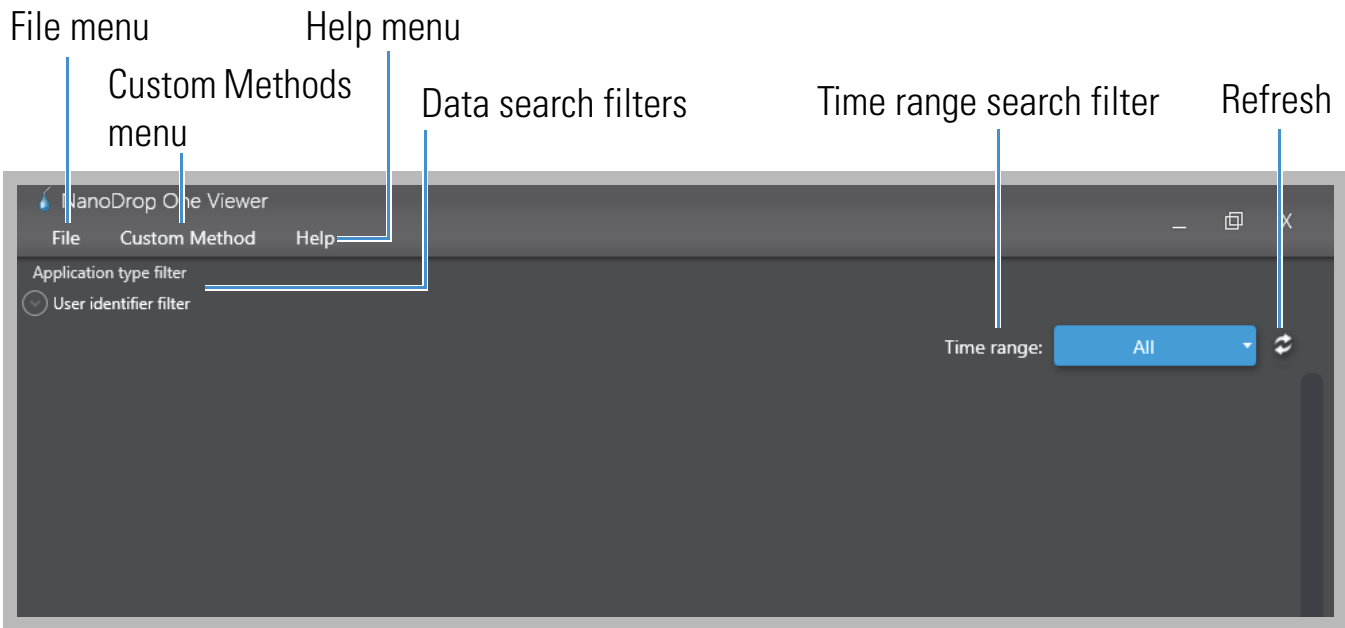 File menu
Help menu
Custom Methods
menu
Data search filters
Time range search filter
Refresh
NanoDrop One Viewer
File
Custom Method
Help
X
Application type filter
User identifier filter
Time range:
All